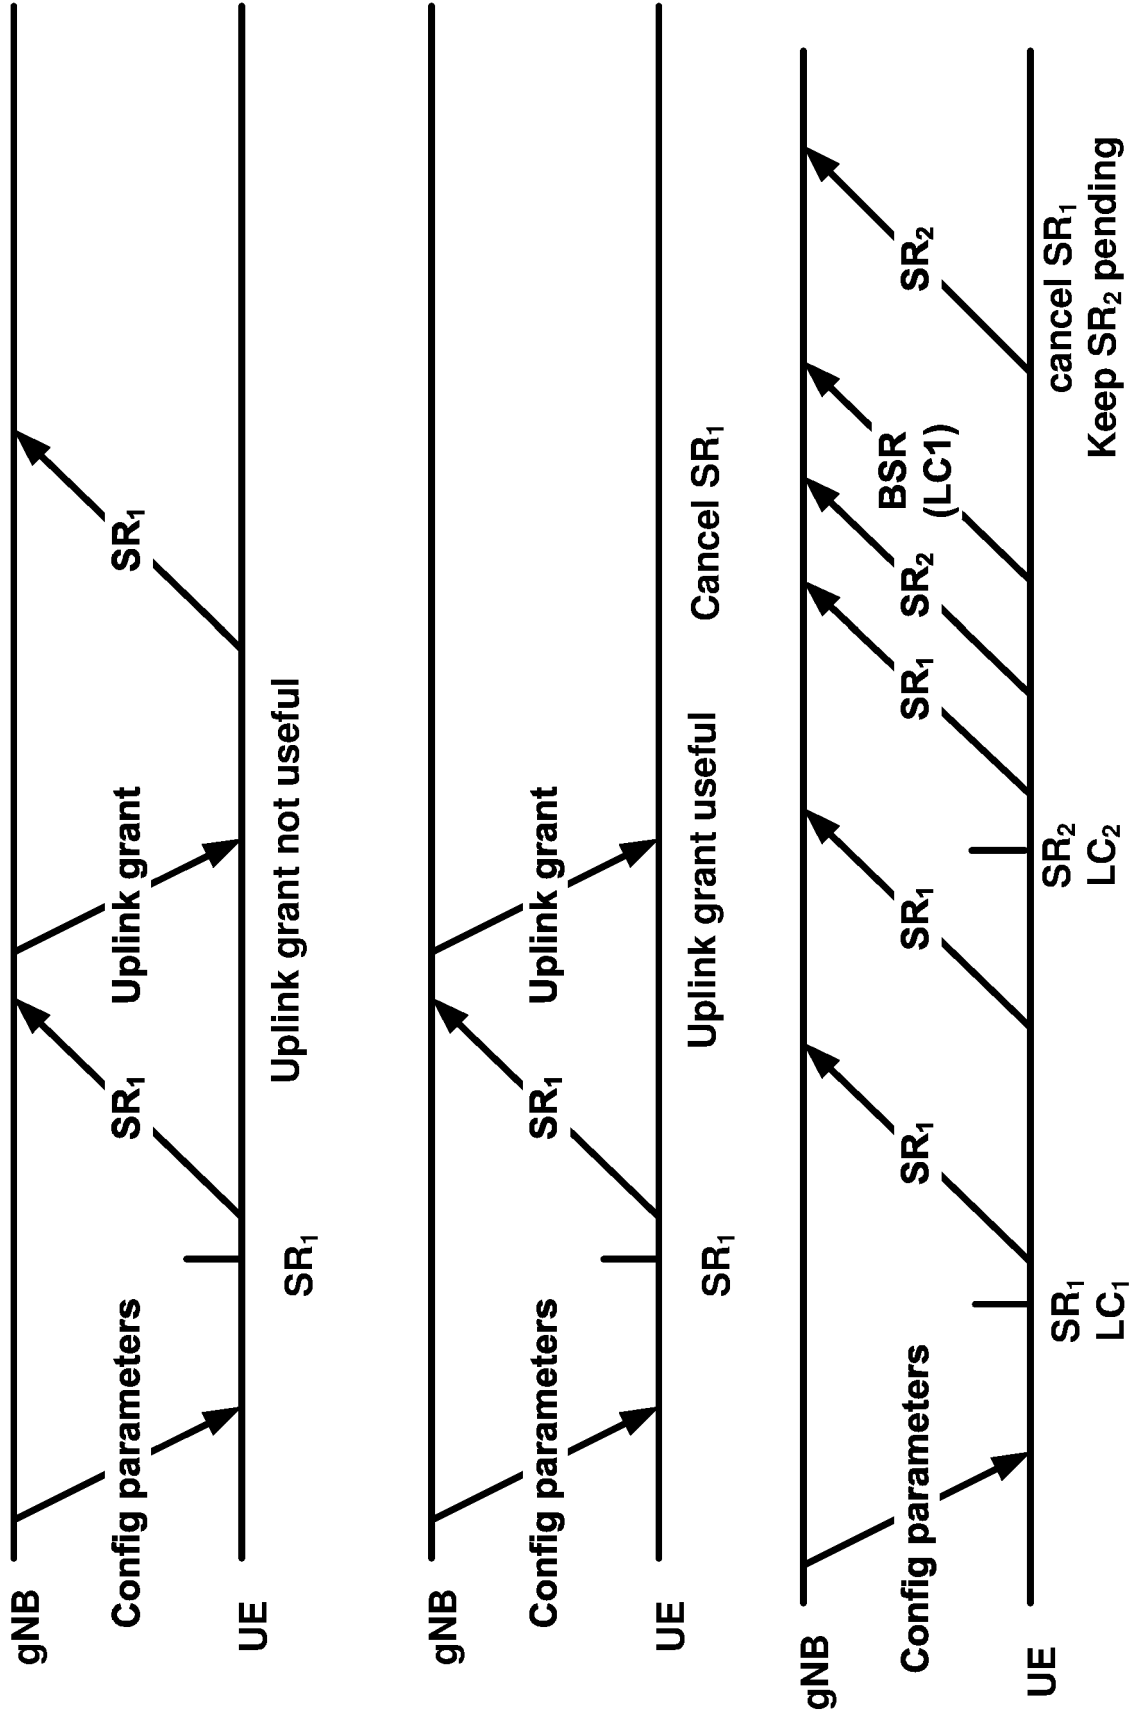 gNB
Config parameters
SR1
Uplink grant
SR1
UE
SR1
Uplink grant not useful
gNB
Config parameters
SR1
Uplink grant
UE
SR1
Uplink grant useful
Cancel SR1
gNB
Config parameters
SR1
SR1
SR1
SR2
BSR
(LC1)
SR2
UE
SR1
LC1
SR2
LC2
cancel SR1
Keep SR2 pending